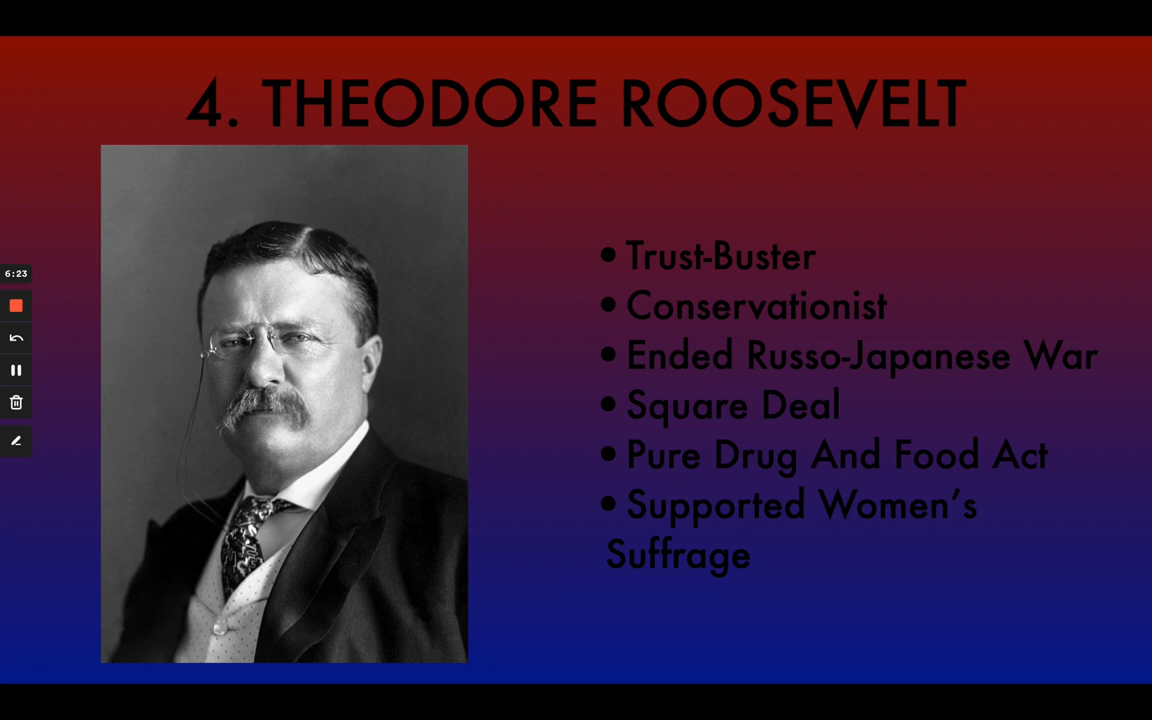 4. THEODORE ROOSEVELT
6:23
• Trust-Buster
• Conservationist
• Ended Russo-Japanese War
• Square Deal
• Pure Drug And Food Act
• Supported Women’s
Suffrage